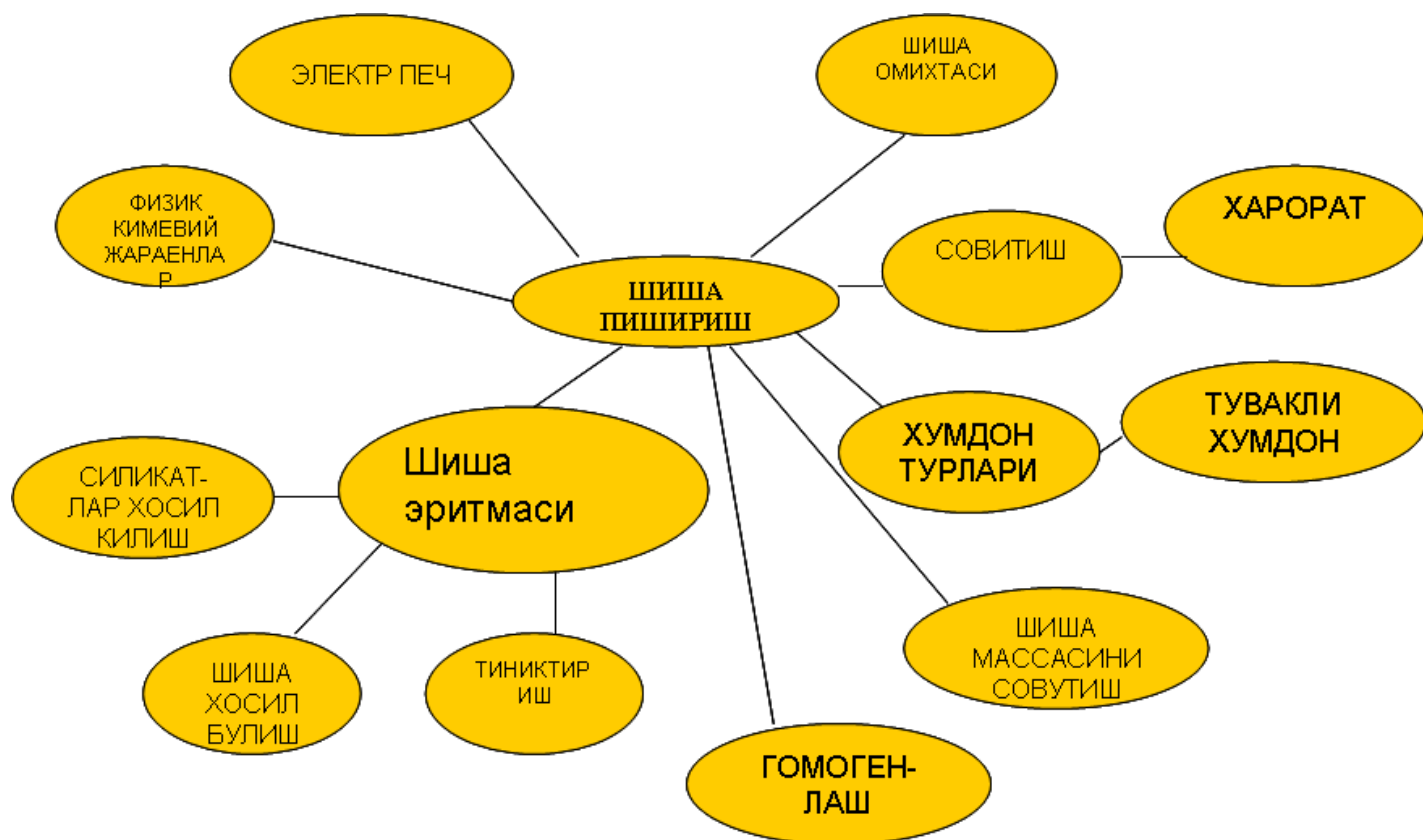 ЭЛЕКТР ПЕЧ
ШИША
ОМИХТАСИ
ФИЗИК
КИМЕВИЙ
ЖАРАЕНЛА
Р
СОВИТИШ
ХАРОРАТ
ШИША
ПИШИРИШ
ХУМДОН
ТУРЛАРИ
ТУВАКЛИ
ХУМДОН
Шиша
эритмаси
СИЛИКАТ-
ЛАР ХОСИЛ
КИЛИШ
ШИША
ХОСИЛ
БУЛИШ
ТИНИКТИР
ИШ
ШИША
МАССАСИНИ
СОВУТИШ
ГОМОГЕН-
ЛАШ